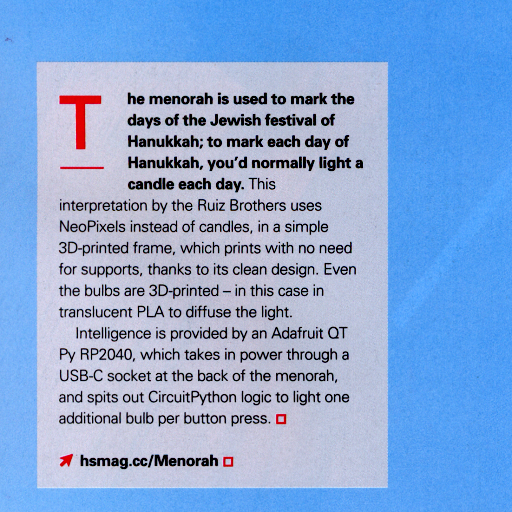 The menorah is used to mark the
days of the Jewish festival of
Hanukkah; to mark each day of
Hanukkah, you'd normally light a
candle each day. This
interpretation by the Ruiz Brothers uses
NeoPixels instead of candles, in a simple
3D-printed frame, which prints with no need
for supports, thanks to its clean design. Even
the bulbs are 3D-printed – in this case in
translucent PLA to diffuse the light.
Intelligence is provided by an Adafruit QT
Py RP2040, which takes in power through a
USB-C socket at the back of the menorah,
and spits out CircuitPython logic to light one
additional bulb per button press.
hsmag.cc/Menorah